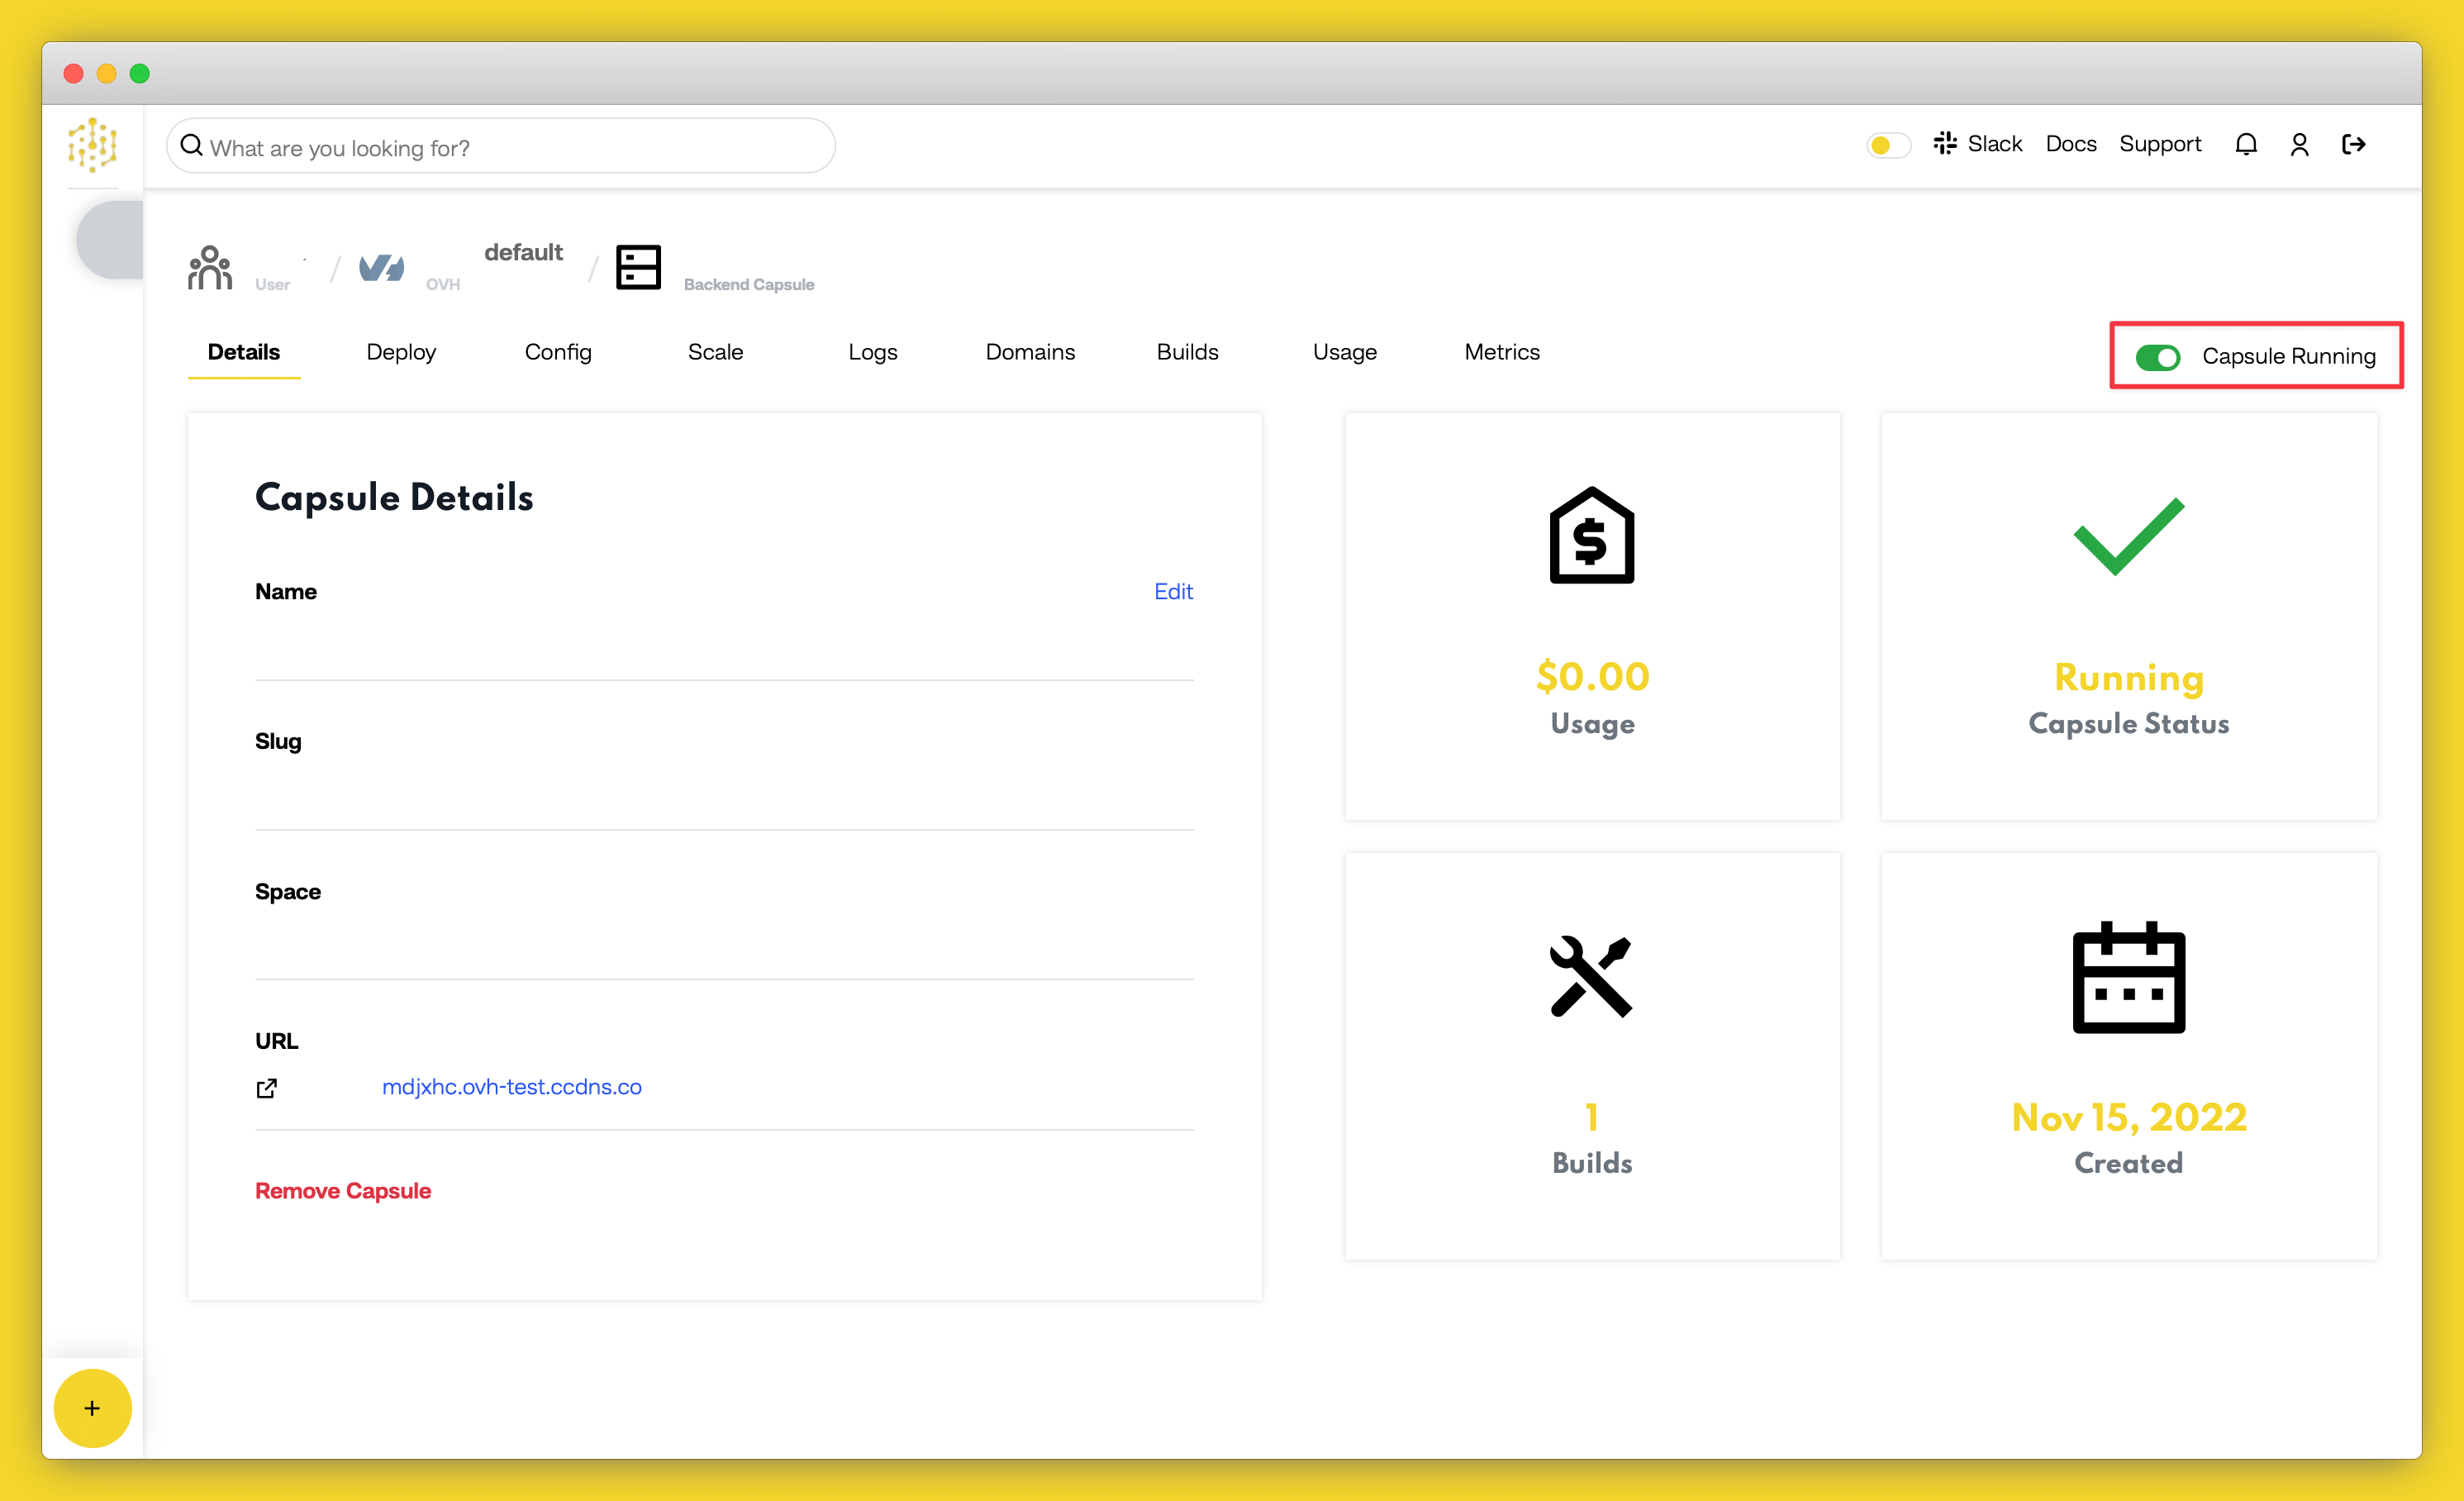 What are you looking for?
Slack Docs Support
User
OVH
default
Backend Capsule
Details Deploy Config Scale Logs Domains Builds Usage Metrics
Capsule Running
Capsule Details
Name Edit
Slug
Space
URL
mdjxhc.ovh-test.ccdns.co
Remove Capsule
$0.00
Usage
Running
Capsule Status
1
Builds
Nov 15, 2022
Created